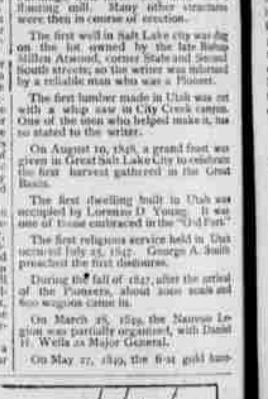 flouring mill. Many other structures
were then in course of erection.
The first well in Salt Lake city was dug
on the lot owned by the late
Millen Atwood, corner State and Second
South streets; so the writer was informed
by a reliable man who was a Pioneer.
The first lumber made in Utah was cut
with a whip saw in City Creek canyon.
One of the men who helped make it, has
so stated to the writer.
On August 10, 1848, a grand feast was
given in Great Salt Lake City to celebrate
the first harvest gathered in the Great
Basin.
The first dwelling built in Utah was
occupied by Lorenzo D. Young. It was
one of those embraced in the "Old Fort."
The first religious service held in Utah
occurred July 25, 1847. George A. Smith
preached the first discourse.
During the fall of 1847, after the arrival
of the Pioneers, about 2000 souls and
600 wagons came in.
On March 28, 1849, the Nauvoo Le-
gion was partially organized, with Daniel
H. Wells as Major General.
On May 27, 1849, the first gold hunt-